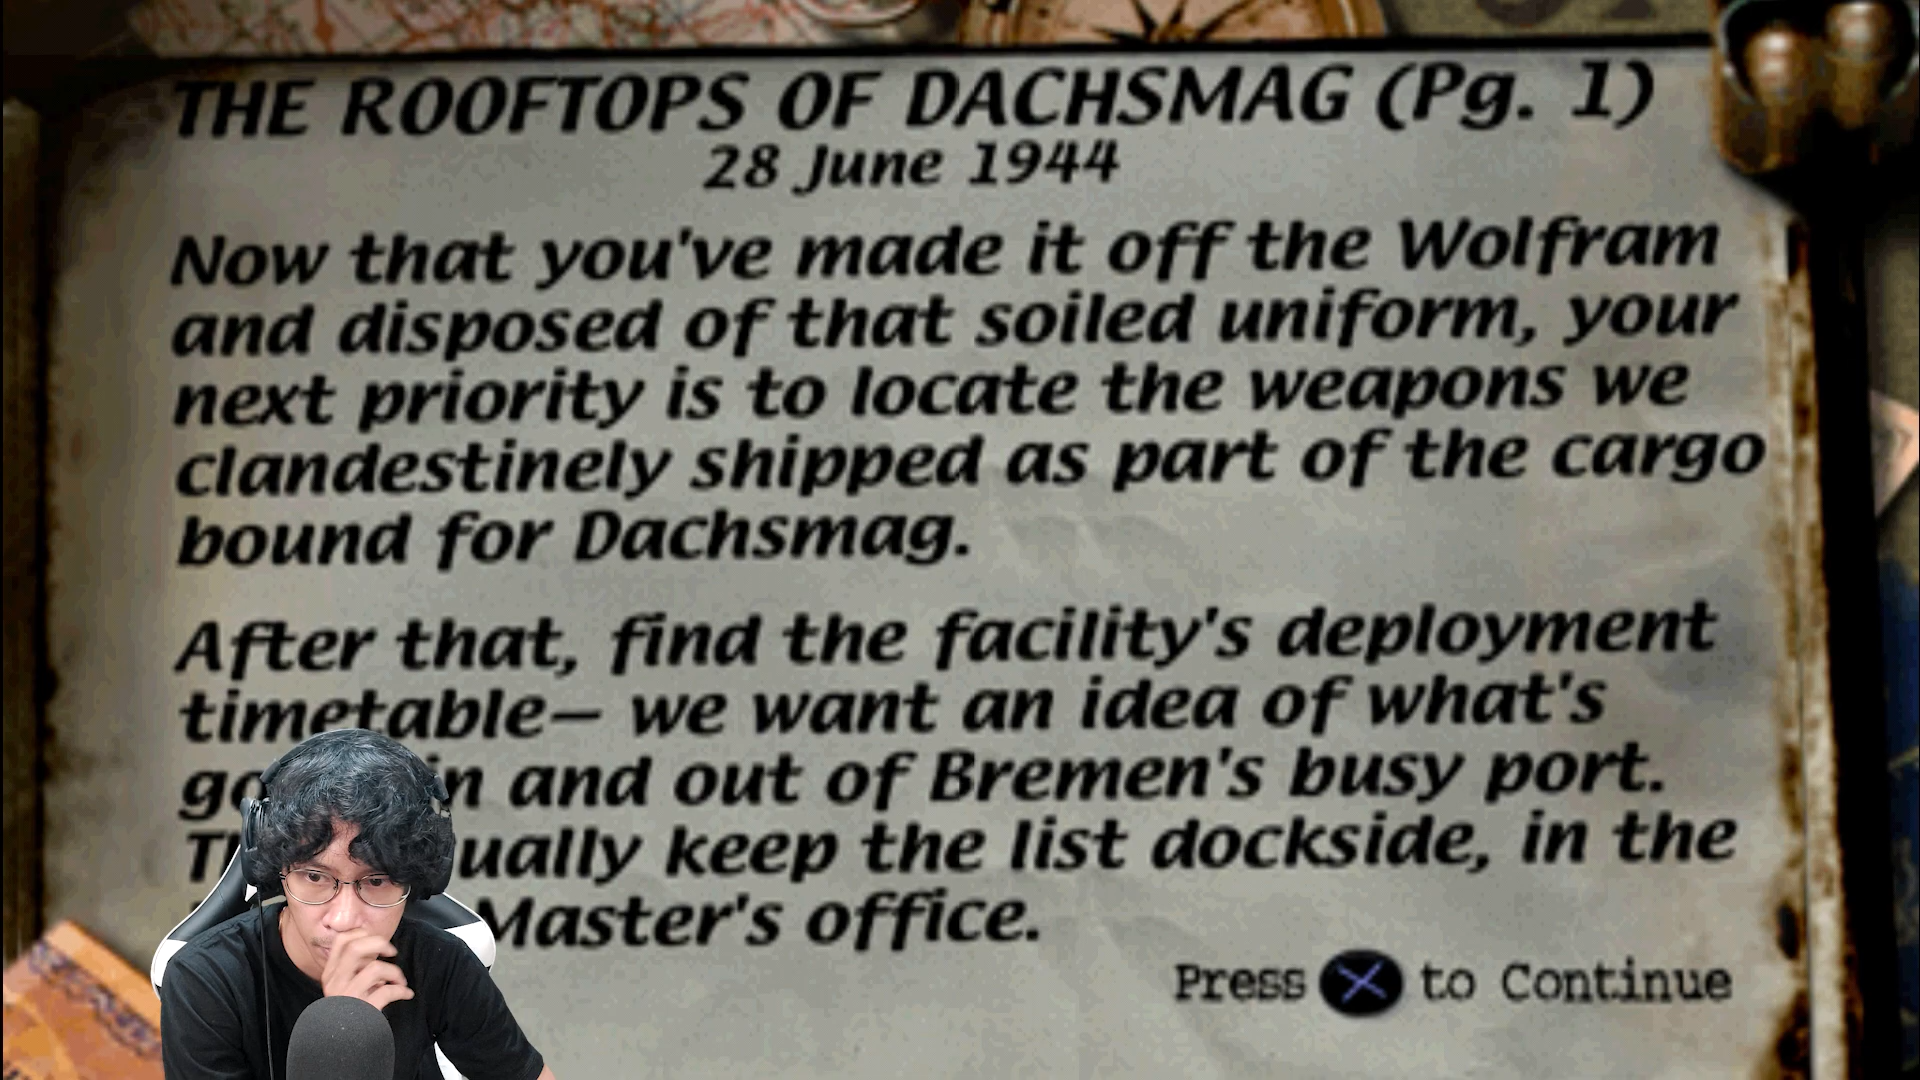 THE ROOFTOPS OF DACHSMAG (Pg. 1)
28 June 1944
Now that you've made it off the Wolfram
and disposed of that soiled uniform, your
next priority is to locate the weapons we
clandestinely shipped as part of the cargo
bound for Dachsmag.
After that, find the facility's deployment
timetable— we want an idea of what's
in and out of Bremen's busy port.
keep the list dockside, in the
Master's office.
Press X to Continue